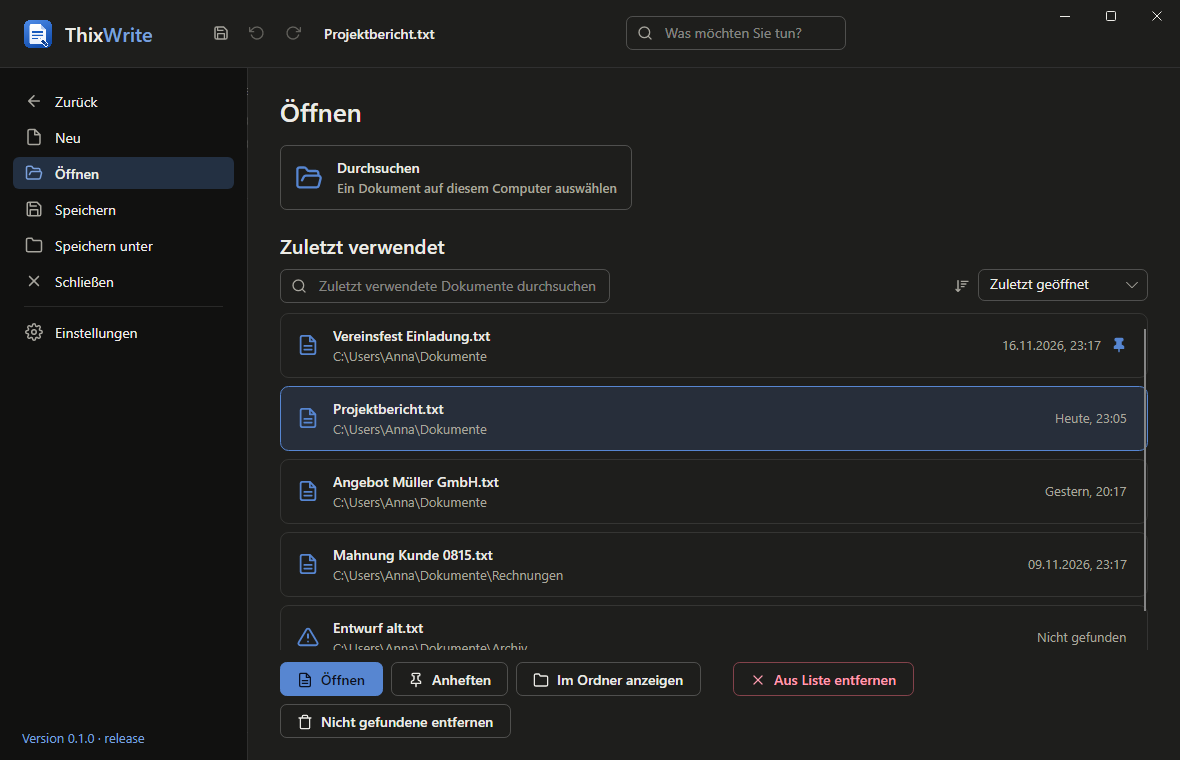 ThixWrite
Projektbericht.txt
Was möchten Sie tun?
Zurück
Neu
Öffnen
Speichern
Speichern unter
Schließen
Einstellungen
Version 0.1.0 · release
Öffnen
Durchsuchen
Ein Dokument auf diesem Computer auswählen
Zuletzt verwendet
Zuletzt verwendete Dokumente durchsuchen
Zuletzt geöffnet
Vereinsfest Einladung.txt
C:\Users\Anna\Dokumente
16.11.2026, 23:17
Projektbericht.txt
C:\Users\Anna\Dokumente
Heute, 23:05
Angebot Müller GmbH.txt
C:\Users\Anna\Dokumente
Gestern, 20:17
Mahnung Kunde 0815.txt
C:\Users\Anna\Dokumente\Rechnungen
09.11.2026, 23:17
Entwurf alt.txt
C:\Users\Anna\Dokumente\Archiv
Nicht gefunden
Öffnen
Anheften
Im Ordner anzeigen
Aus Liste entfernen
Nicht gefundene entfernen